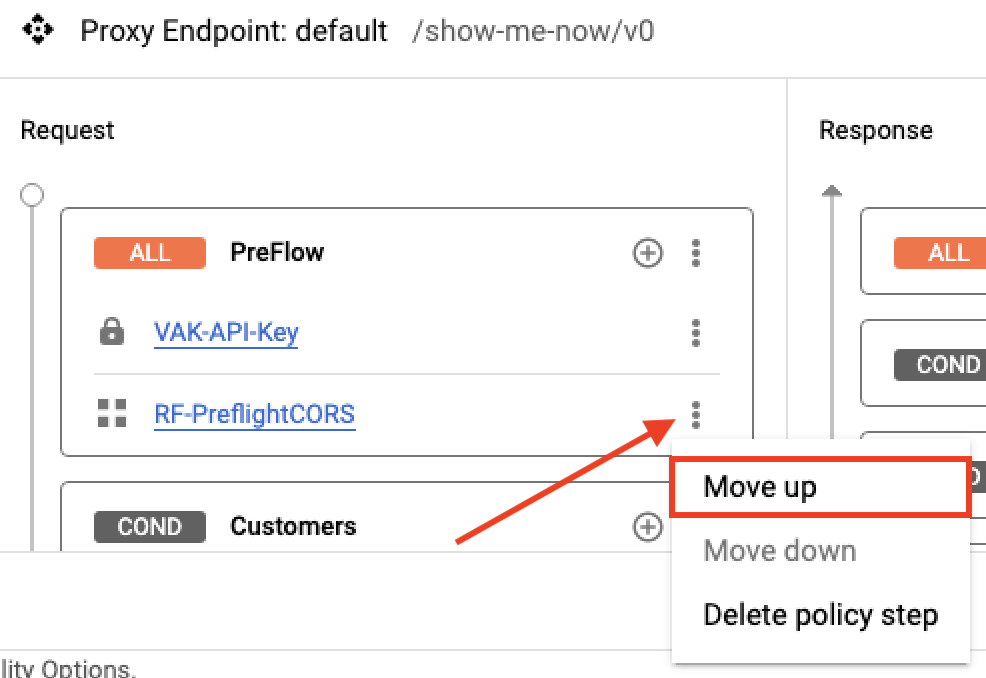 Proxy Endpoint: default /show-me-now/v0
Request
Response
ALL PreFlow
ALL
VAK-API-Key
COND
RF-PreflightCORS
Move up
COND Customers
Move down
Delete policy step
lity Options.